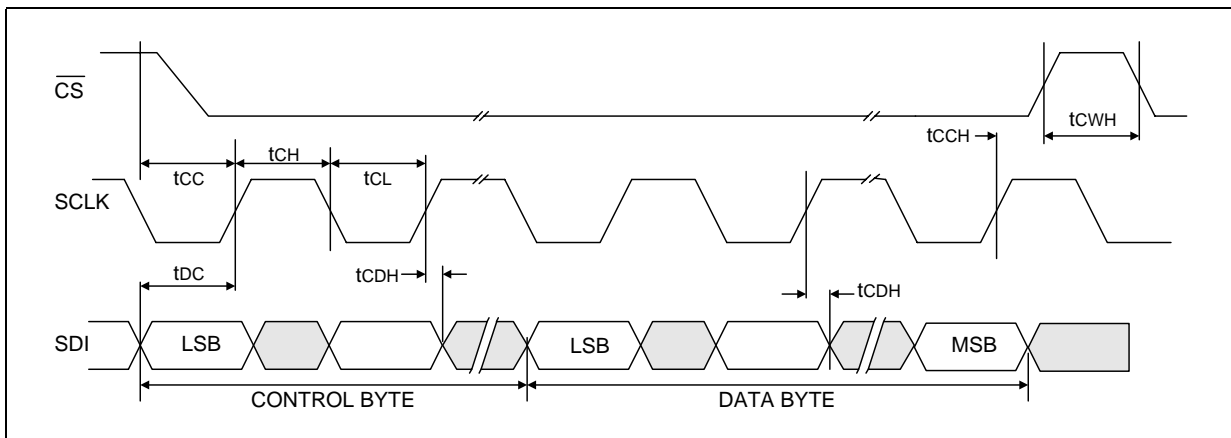 CS
tCCH
tCWH
tCC
tCH
tCL
SCLK
tDC
tCDH
tCDH
SDI
LSB
LSB
MSB
CONTROL BYTE
DATA BYTE